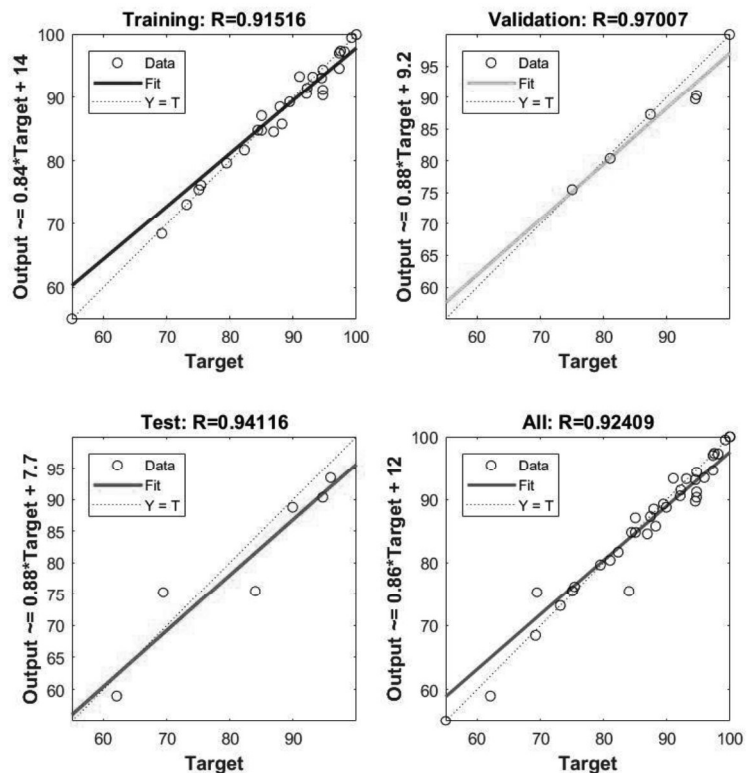 Training: R=0.91516
Output ~= 0.84*Target + 14
100
90
80
70
60
Data
Fit
Y = T
60 70 80 90 100
Target
Validation: R=0.97007
Output ~= 0.88*Target + 9.2
95
90
85
80
75
70
65
60
Data
Fit
Y = T
60 70 80 90
Target
Test: R=0.94116
Output ~= 0.88*Target + 7.7
95
90
85
80
75
70
65
60
Data
Fit
Y = T
60 70 80 90
Target
All: R=0.92409
Output ~= 0.86*Target + 12
100
90
80
70
60
Data
Fit
Y = T
60 70 80 90 100
Target